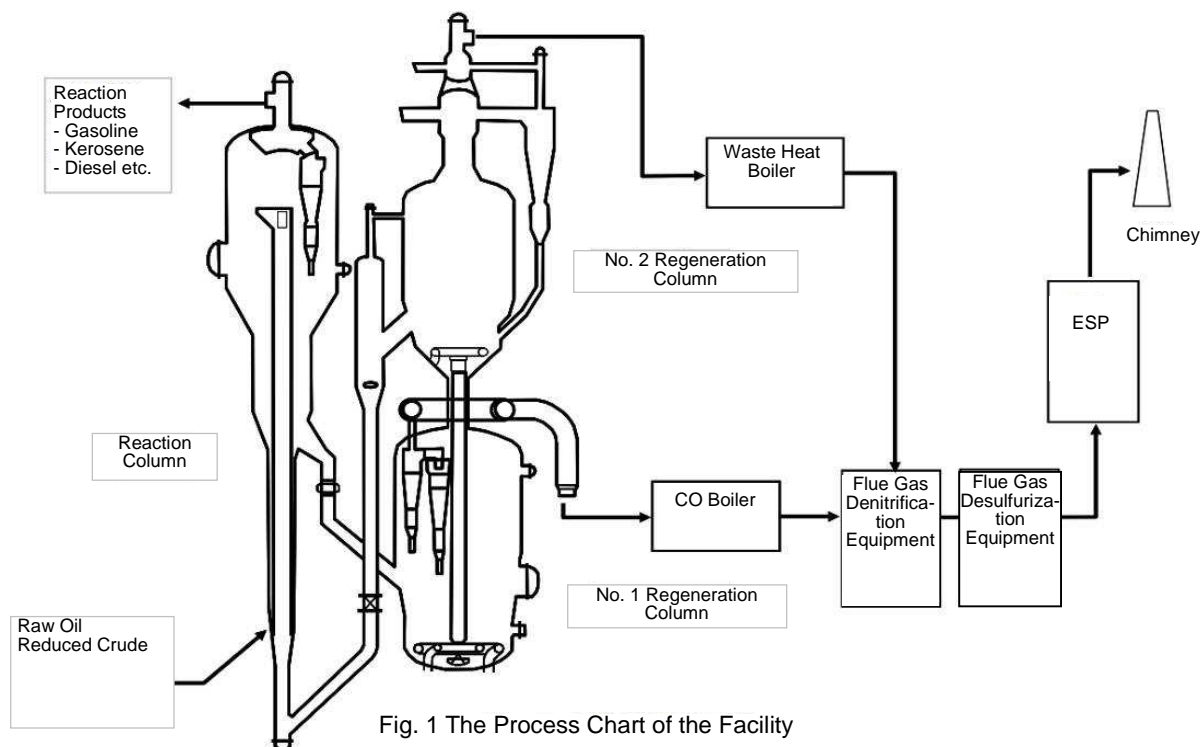 Reaction
Products
- Gasoline
- Kerosene
- Diesel etc.
Waste Heat
Boiler
Chimney
No. 2 Regeneration
Column
ESP
Reaction
Column
CO Boiler
Flue Gas
Denitrifica-
tion
Equipment
Flue Gas
Desulfuriza-
tion
Equipment
No. 1 Regeneration
Column
Raw Oil
Reduced Crude
Fig. 1 The Process Chart of the Facility